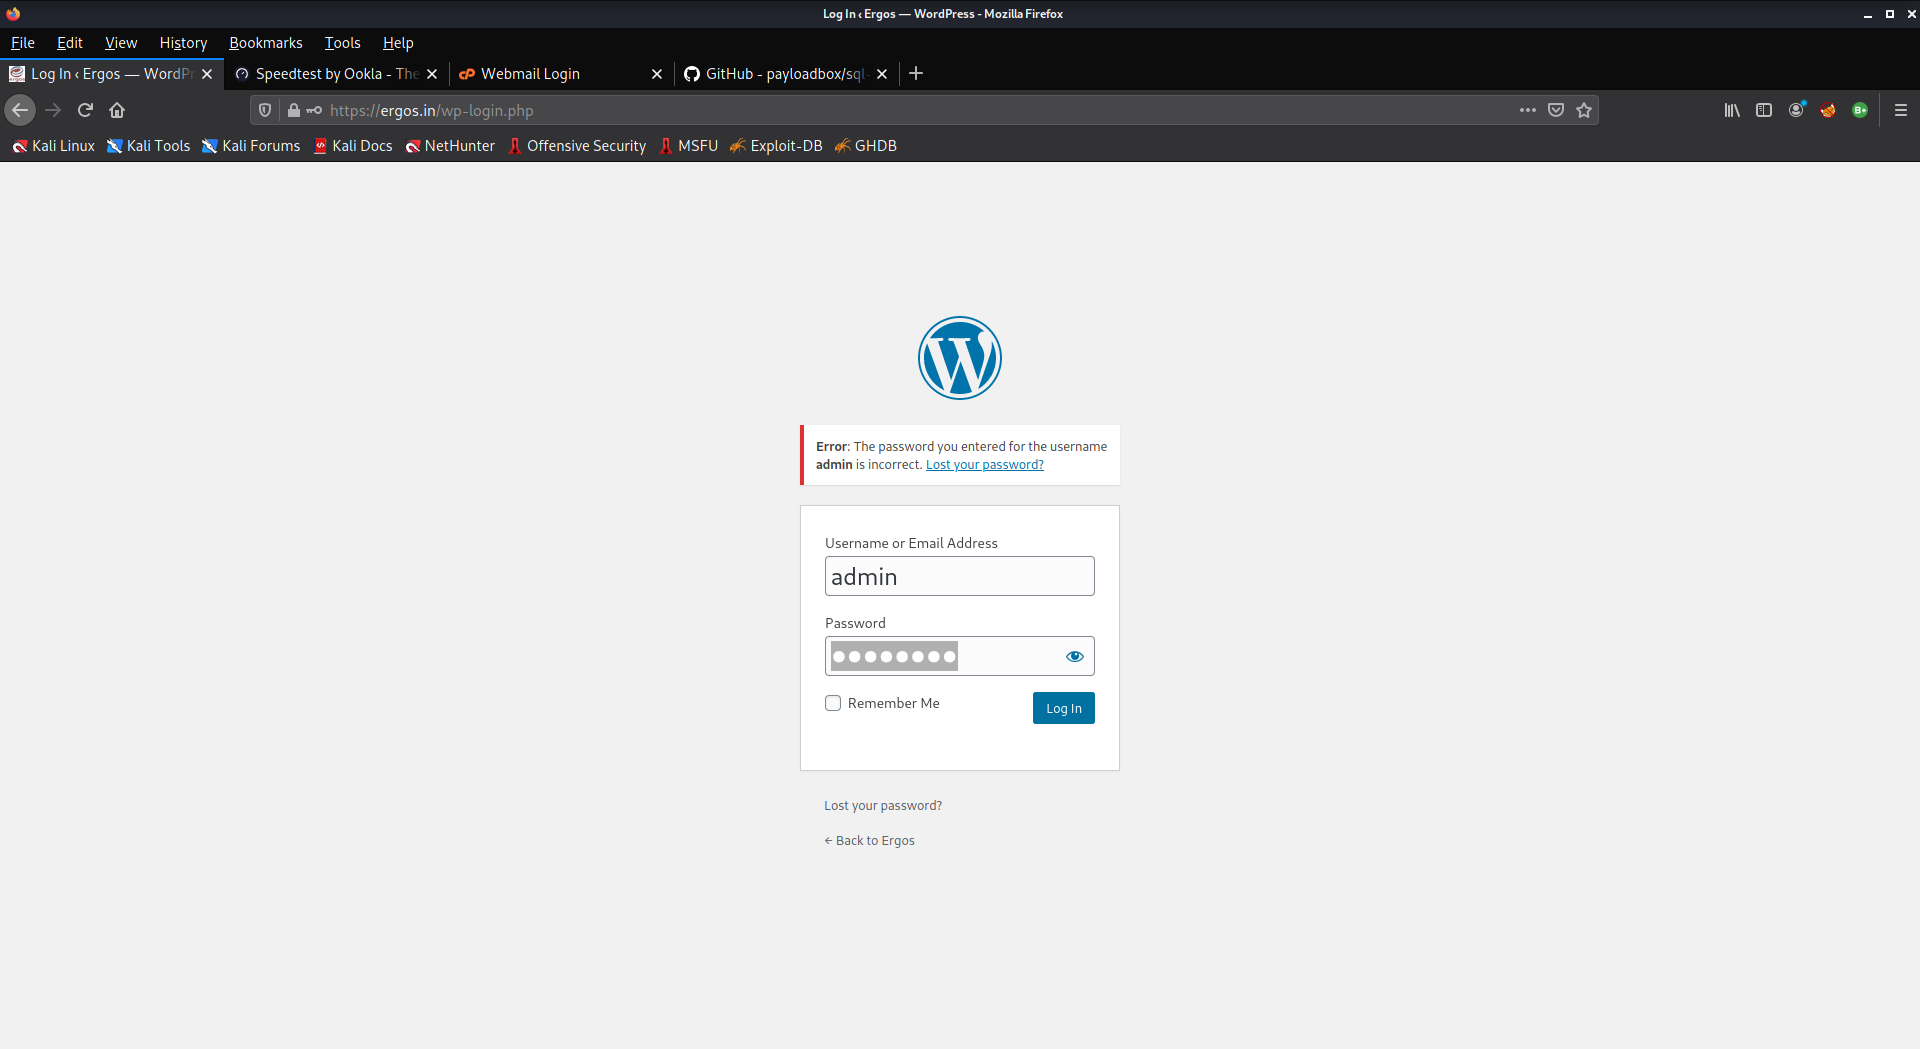 Log In ‹ Ergos — WordPress - Mozilla Firefox
File Edit View History Bookmarks Tools Help
Log In ‹ Ergos — WordPr Speedtest by Ookla - The Webmail Login GitHub - payloadbox/sql-
https://ergos.in/wp-login.php
Kali Linux Kali Tools Kali Forums Kali Docs NetHunter Offensive Security MSFU Exploit-DB GHDB
Error: The password you entered for the username
admin is incorrect. Lost your password?
Username or Email Address
admin
Password
Remember Me Log In
Lost your password?
← Back to Ergos